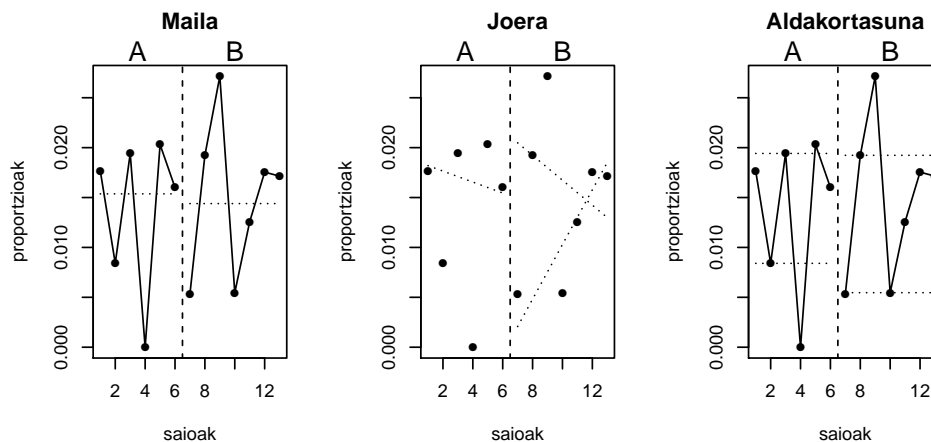 Maila
A B
proportzioak
0.000 0.010 0.020
2 4 6 8 12
saioak
Joera
A B
proportzioak
0.000 0.010 0.020
2 4 6 8 12
saioak
Aldakortasuna
A B
proportzioak
0.000 0.010 0.020
2 4 6 8 12
saioak